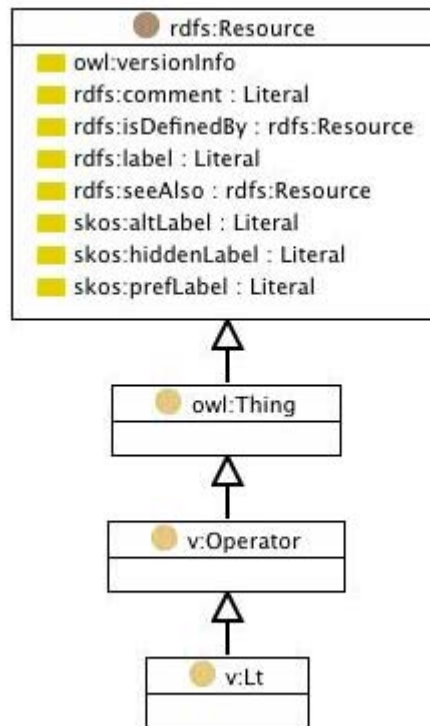 rdfs:Resource
owl:versionInfo
rdfs:comment : Literal
rdfs:isDefinedBy : rdfs:Resource
rdfs:label : Literal
rdfs:seeAlso : rdfs:Resource
skos:altLabel : Literal
skos:hiddenLabel : Literal
skos:prefLabel : Literal
owl:Thing
v:Operator
v:Lt